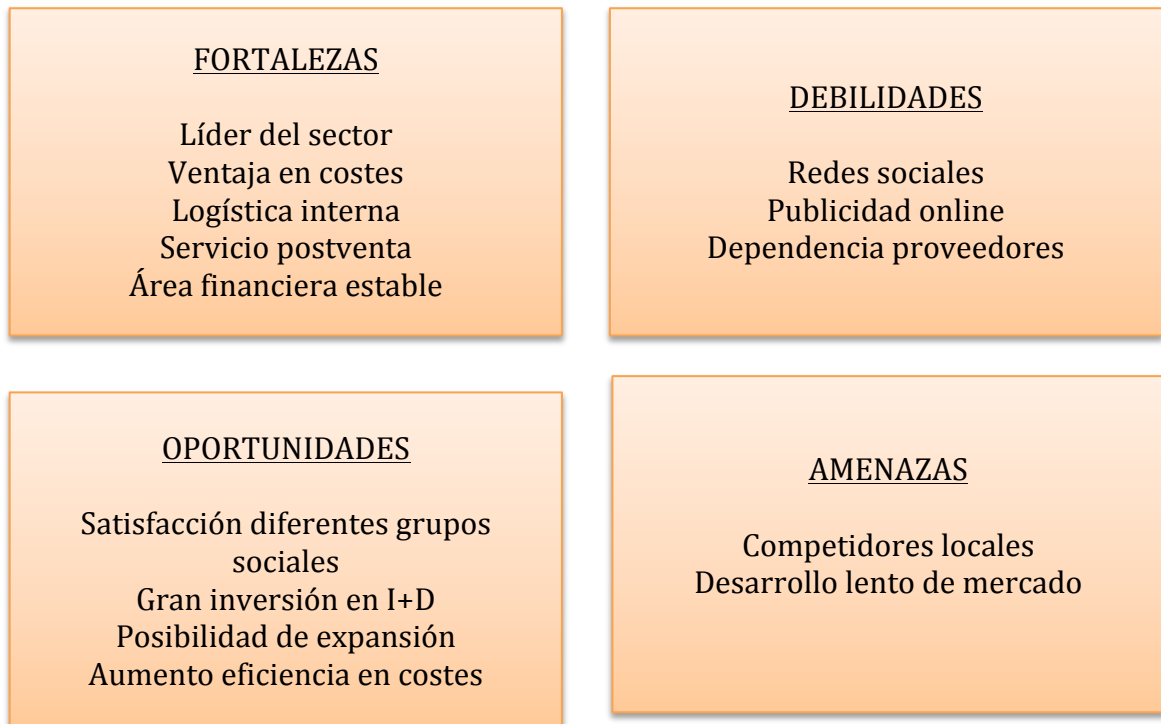 FORTALEZAS
Líder del sector
Ventaja en costes
Logística interna
Servicio postventa
Área financiera estable
DEBILIDADES
Redes sociales
Publicidad online
Dependencia proveedores
OPORTUNIDADES
Satisfacción diferentes grupos
sociales
Gran inversión en I+D
Posibilidad de expansión
Aumento eficiencia en costes
AMENAZAS
Competidores locales
Desarrollo lento de mercado